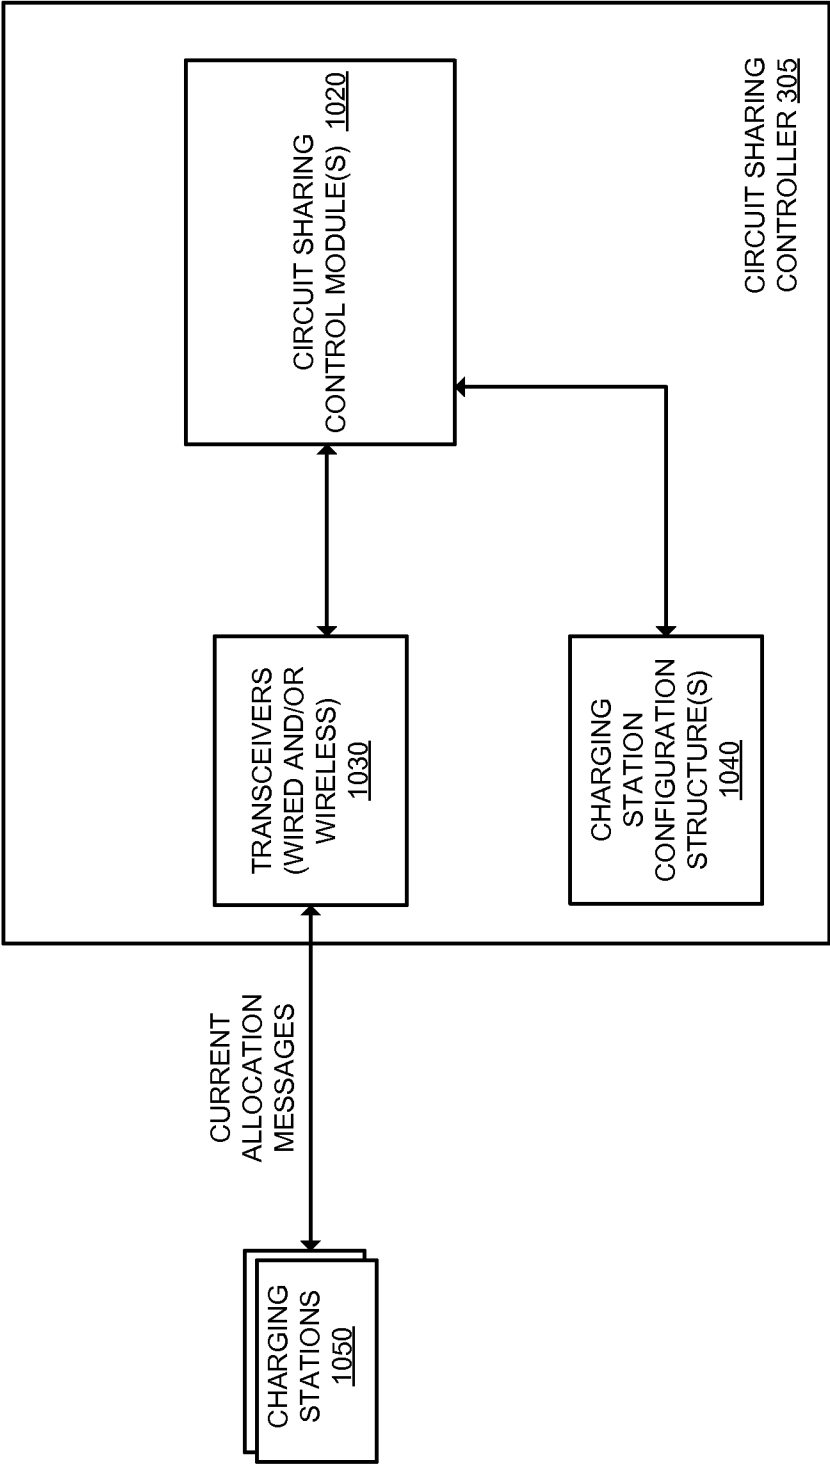 CHARGING
STATIONS
1050
CURRENT
ALLOCATION
MESSAGES
TRANSCEIVERS
(WIRED AND/OR
WIRELESS)
1030
CIRCUIT SHARING
CONTROL MODULE(S) 1020
CHARGING
STATION
CONFIGURATION
STRUCTURE(S)
1040
CIRCUIT SHARING
CONTROLLER 305